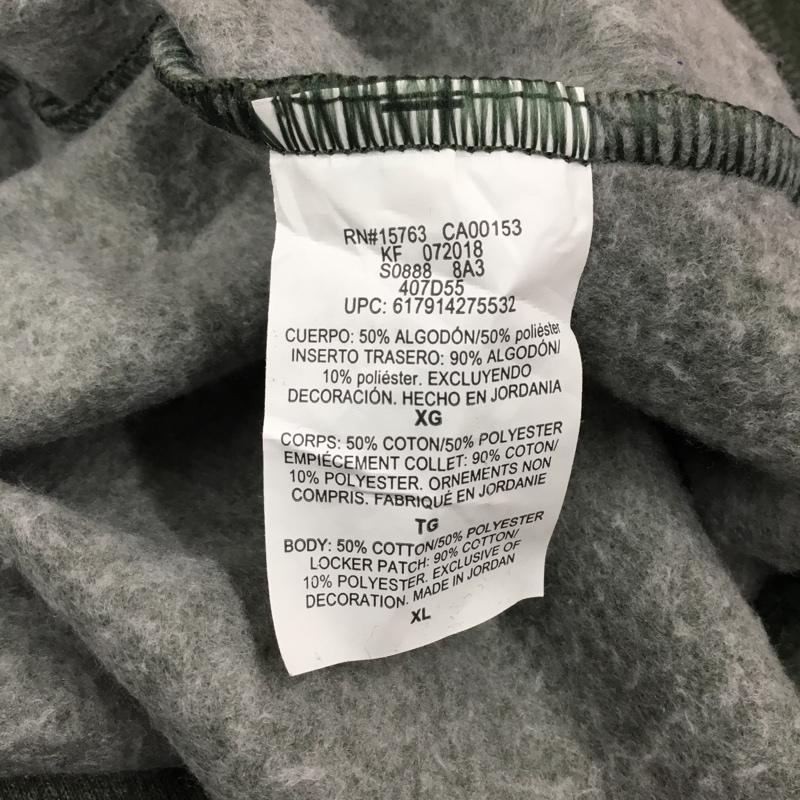 RN#15763 CA00153
KF 072018
S0888 8A3
407D55
UPC: 617914275532
CUERPO: 50% ALGODÓN/50% poliéster
INSERTO TRASERO: 90% ALGODÓN/
10% poliéster. EXCLUYENDO
DECORACIÓN. HECHO EN JORDANIA
XG
CORPS: 50% COTON/50% POLYESTER
EMPIÉCEMENT COLLET: 90% COTON/
10% POLYESTER. ORNEMENTS NON
COMPRIS. FABRIQUÉ EN JORDANIE
TG
BODY: 50% COTTON/50% POLYESTER
LOCKER PATCH: 90% COTTON/
10% POLYESTER. EXCLUSIVE OF
DECORATION. MADE IN JORDAN
XL